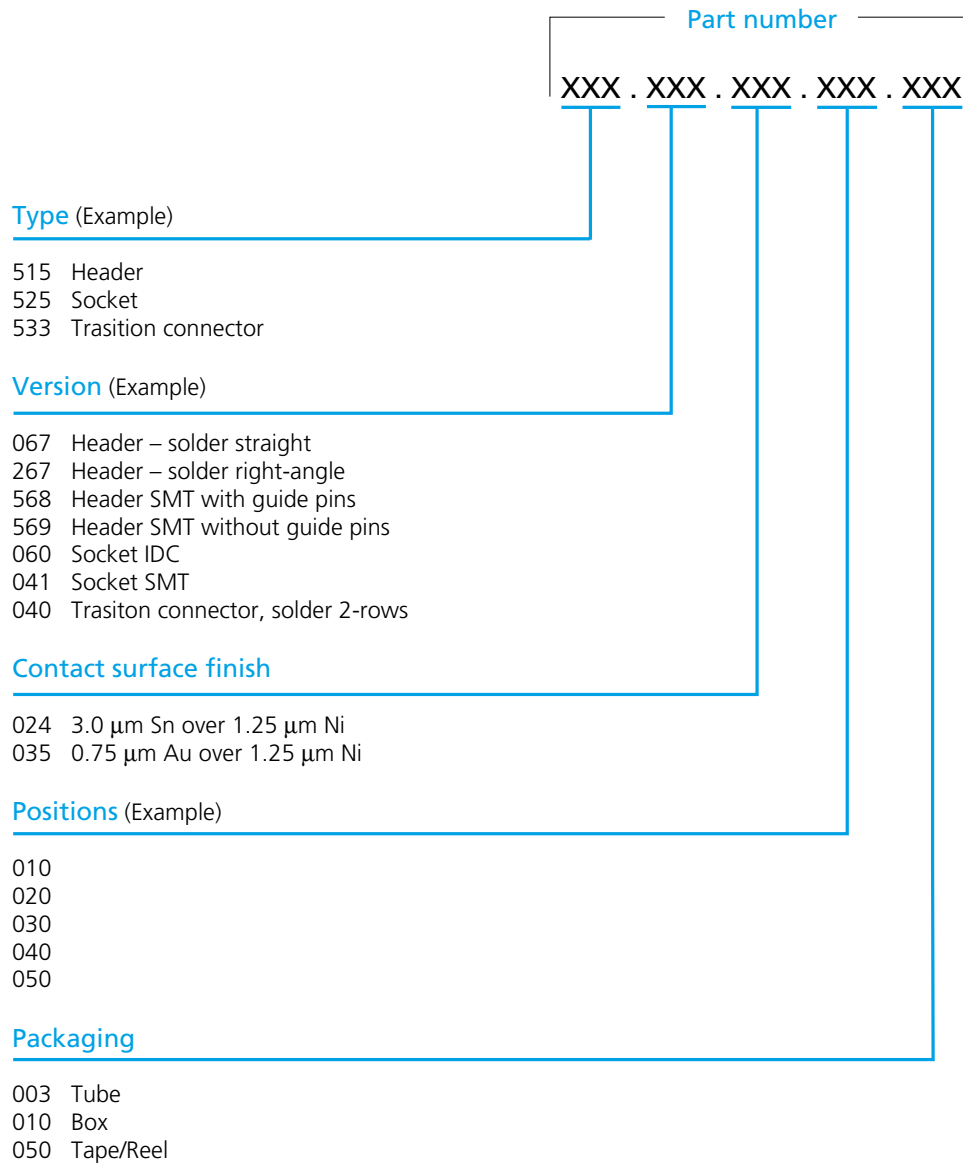 Part number
XXX . XXX . XXX . XXX . XXX
Type (Example)
515 Header
525 Socket
533 Trasition connector
Version (Example)
067 Header – solder straight
267 Header – solder right-angle
568 Header SMT with guide pins
569 Header SMT without guide pins
060 Socket IDC
041 Socket SMT
040 Trasiton connector, solder 2-rows
Contact surface finish
024 3.0 µm Sn over 1.25 µm Ni
035 0.75 µm Au over 1.25 µm Ni
Positions (Example)
010
020
030
040
050
Packaging
003 Tube
010 Box
050 Tape/Reel